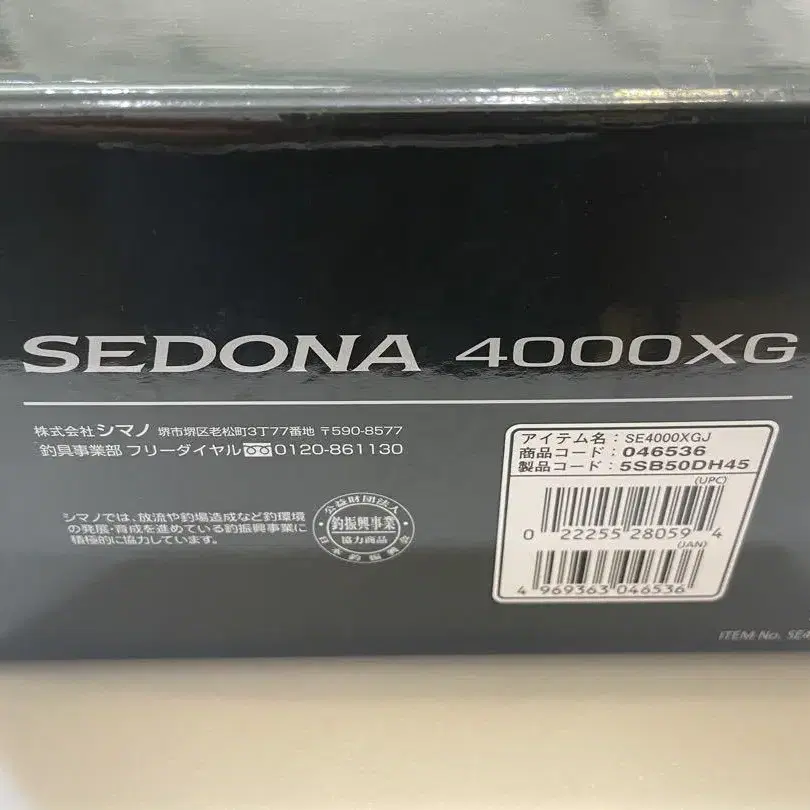 SEDONA 4000XG
株式会社シマノ 堺市堺区老松町3丁77番地 〒590-8577
釣具事業部 フリーダイヤル 0120-861130
シマノでは、放流や釣場造成など釣環境
の発展・育成を進めている釣振興事業に
積極的に協力しています。
公益財団法人
釣振興事業
協力商品
日本釣振興会
アイテム名：SE4000XGJ
商品コード：046536
製品コード：5SB50DH45
(UPC)
0 22255 28059 4
(JAN)
4 969363 046536
ITEM No. SE4